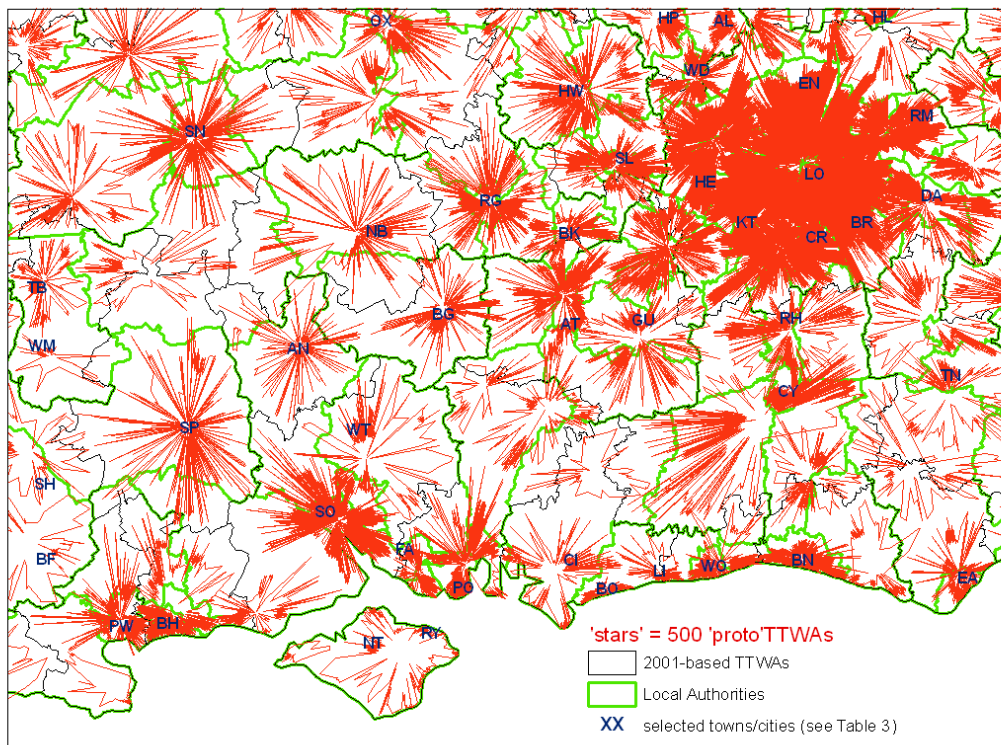 OX
HP
AL
HL
WD
EN
HW
RM
SN
SL
LO
HE
DA
RG
NB
BK
KT
CR
BR
TB
BG
AT
GU
RH
WM
AN
TN
CY
SP
WT
SH
SO
FA
BF
PO
CI
BO
LI
WO
BN
EA
PW
BH
NT
RY
'stars' = 500 'proto'TTWAs
2001-based TTWAs
Local Authorities
XX selected towns/cities (see Table 3)